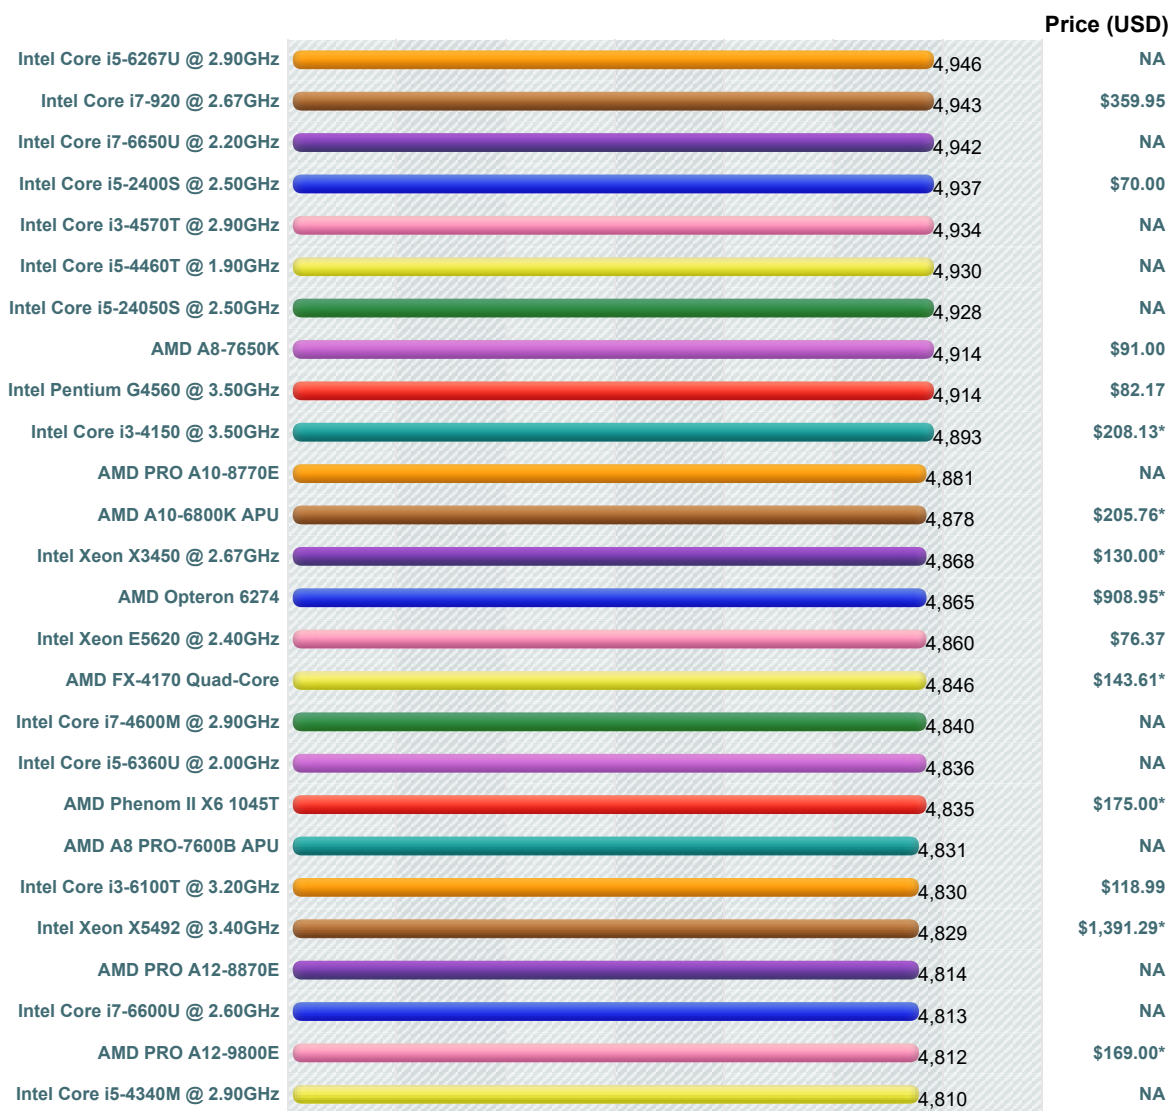 Price (USD)
Intel Core i5-6267U @ 2.90GHz 4,946 NA
Intel Core i7-920 @ 2.67GHz 4,943 $359.95
Intel Core i7-6650U @ 2.20GHz 4,942 NA
Intel Core i5-2400S @ 2.50GHz 4,937 $70.00
Intel Core i3-4570T @ 2.90GHz 4,934 NA
Intel Core i5-4460T @ 1.90GHz 4,930 NA
Intel Core i5-24050S @ 2.50GHz 4,928 NA
AMD A8-7650K 4,914 $91.00
Intel Pentium G4560 @ 3.50GHz 4,914 $82.17
Intel Core i3-4150 @ 3.50GHz 4,893 $208.13*
AMD PRO A10-8770E 4,881 NA
AMD A10-6800K APU 4,878 $205.76*
Intel Xeon X3450 @ 2.67GHz 4,868 $130.00*
AMD Opteron 6274 4,865 $908.95*
Intel Xeon E5620 @ 2.40GHz 4,860 $76.37
AMD FX-4170 Quad-Core 4,846 $143.61*
Intel Core i7-4600M @ 2.90GHz 4,840 NA
Intel Core i5-6360U @ 2.00GHz 4,836 NA
AMD Phenom II X6 1045T 4,835 $175.00*
AMD A8 PRO-7600B APU 4,831 NA
Intel Core i3-6100T @ 3.20GHz 4,830 $118.99
Intel Xeon X5492 @ 3.40GHz 4,829 $1,391.29*
AMD PRO A12-8870E 4,814 NA
Intel Core i7-6600U @ 2.60GHz 4,813 NA
AMD PRO A12-9800E 4,812 $169.00*
Intel Core i5-4340M @ 2.90GHz 4,810 NA